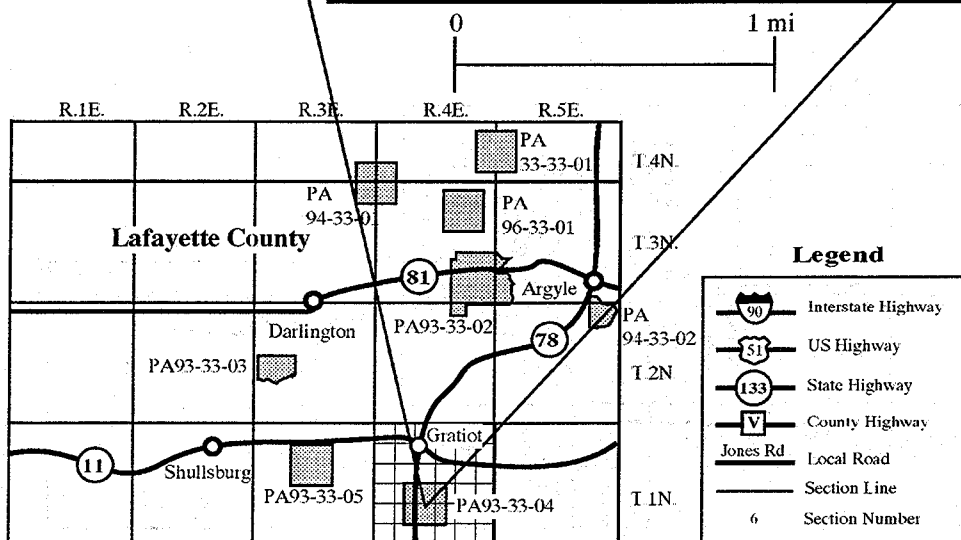 0 1 mi
R.1E. R.2E. R.3E. R.4E. R.5E.
PA
33-33-01
T.4N.
PA
94-33-01
PA
96-33-01
Lafayette County
T.3N.
81
Argyle
Darlington
PA93-33-02
PA
94-33-02
78
PA93-33-03
T.2N
Gratiot
11
Shullsburg
PA93-33-05
PA93-33-04
T.1N.
Legend
90 Interstate Highway
51 US Highway
133 State Highway
V County Highway
Jones Rd Local Road
Section Line
6 Section Number